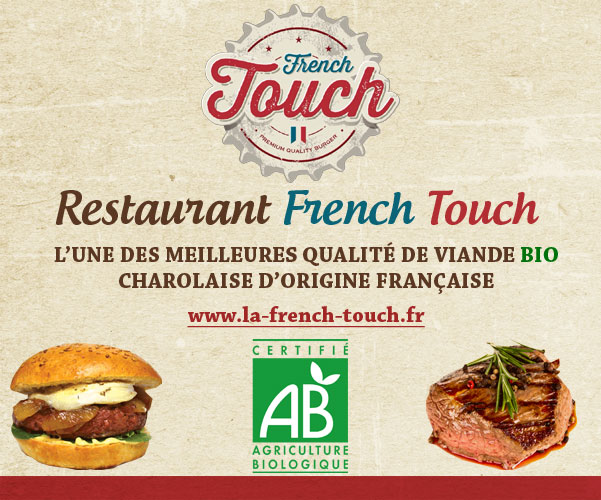 French
Touch
PREMIUM QUALITY BURGER
Restaurant French Touch
L'UNE DES MEILLEURES QUALITÉ DE VIANDE BIO
CHAROLAISE D'ORIGINE FRANÇAISE
www.la-french-touch.fr
CERTIFIÉ
AB
AGRICULTURE
BIOLOGIQUE